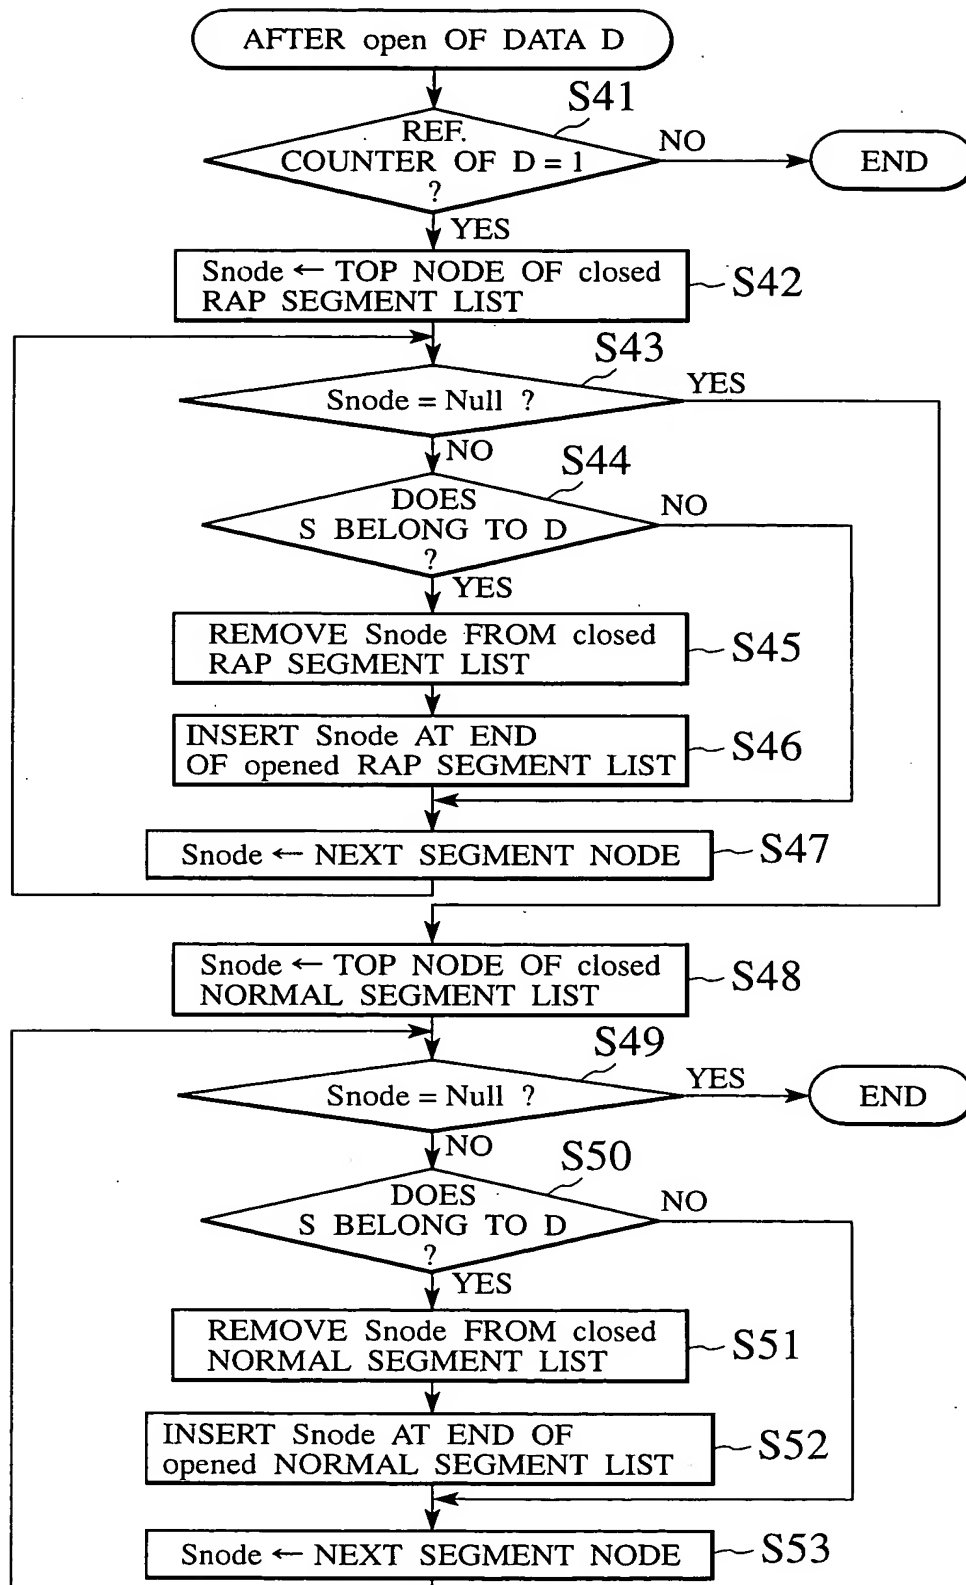 AFTER open OF DATA D
S41
REF.
COUNTER OF D = 1
?
NO
END
YES
Snode ← TOP NODE OF closed
RAP SEGMENT LIST
S42
S43
Snode = Null ?
YES
NO
S44
DOES
S BELONG TO D
?
NO
YES
REMOVE Snode FROM closed
RAP SEGMENT LIST
S45
INSERT Snode AT END
OF opened RAP SEGMENT LIST
S46
Snode ← NEXT SEGMENT NODE
S47
Snode ← TOP NODE OF closed
NORMAL SEGMENT LIST
S48
S49
Snode = Null ?
YES
END
NO
S50
DOES
S BELONG TO D
?
NO
YES
REMOVE Snode FROM closed
NORMAL SEGMENT LIST
S51
INSERT Snode AT END OF
opened NORMAL SEGMENT LIST
S52
Snode ← NEXT SEGMENT NODE
S53